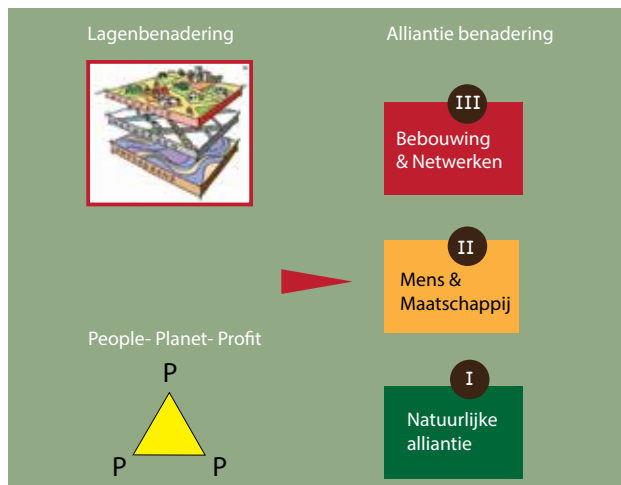 Lagenbenadering
People- Planet- Profit
P
P P
Alliantie benadering
III
Bebouwing
& Netwerken
II
Mens &
Maatschappij
I
Natuurlijke
alliantie